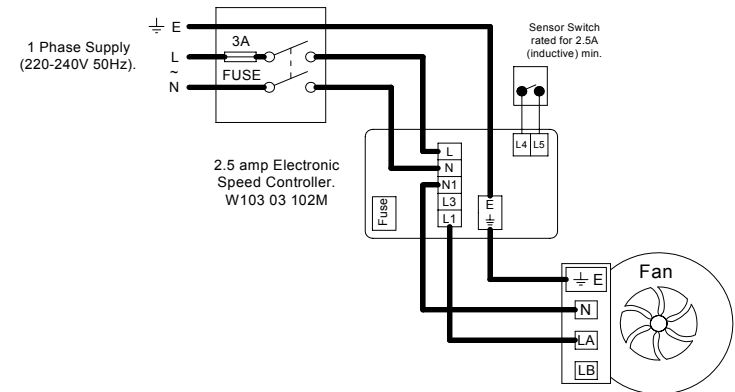 1 Phase Supply
(220-240V 50Hz).
E
L
~
N
3A
FUSE
Sensor Switch
rated for 2.5A
(inductive) min.
L4 L5
2.5 amp Electronic
Speed Controller.
W103 03 102M
Fuse
L
N
N1
L3
L1
E
Fan
E
N
LA
LB